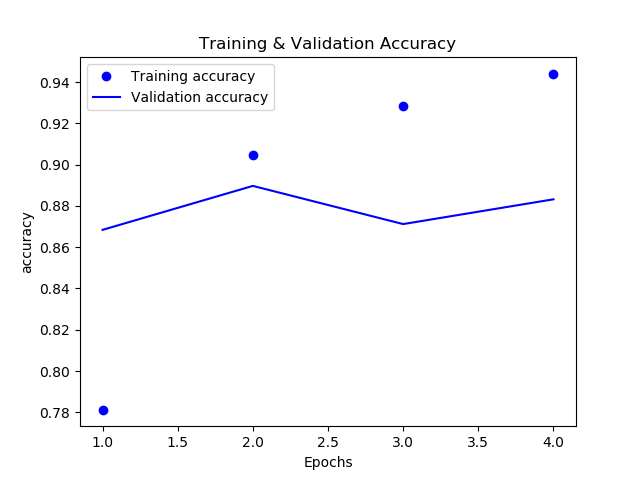 Training & Validation Accuracy
Training accuracy
Validation accuracy
0.94
0.92
0.90
0.88
0.86
0.84
0.82
0.80
0.78
accuracy
1.0 1.5 2.0 2.5 3.0 3.5 4.0
Epochs